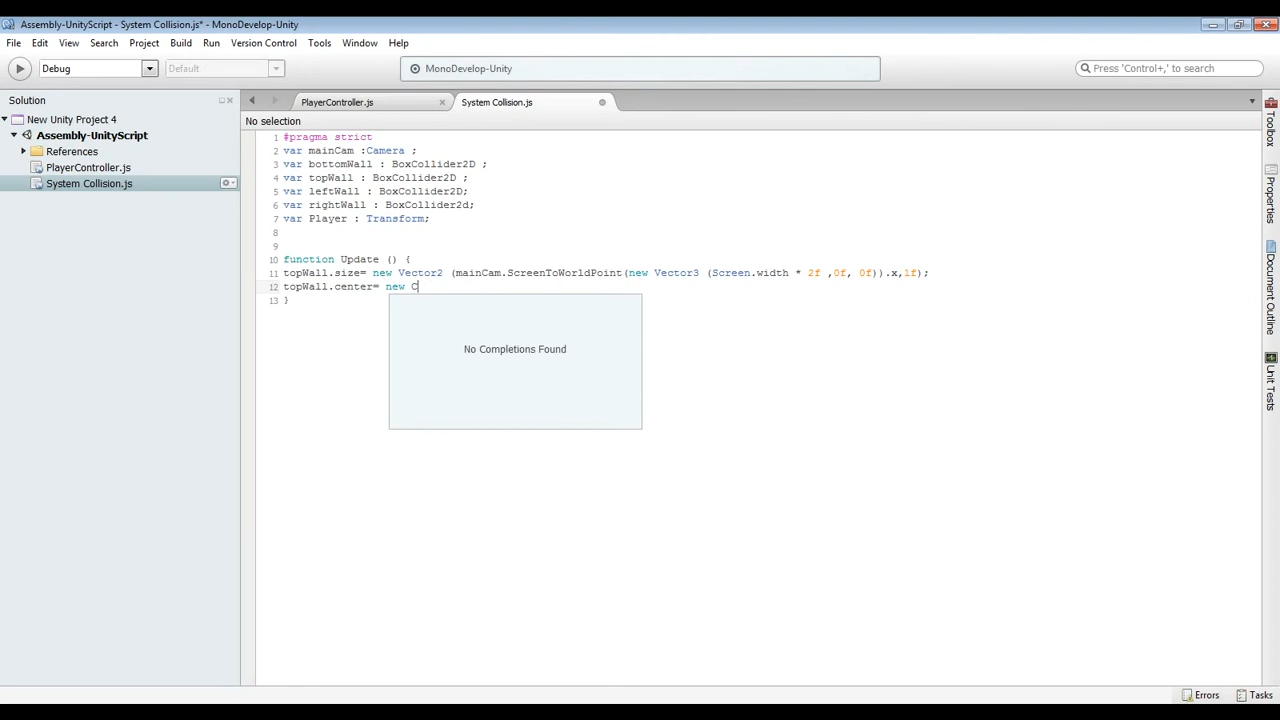 Assembly-UnityScript - System Collision.js* - MonoDevelop-Unity
File Edit View Search Project Build Run Version Control Tools Window Help
Debug Default MonoDevelop-Unity Press 'Control+,' to search
Solution PlayerController.js System Collision.js
No selection
New Unity Project 4
Assembly-UnityScript
References
PlayerController.js
System Collision.js
1 #pragma strict
2 var mainCam :Camera ;
3 var bottomWall : BoxCollider2D ;
4 var topWall : BoxCollider2D ;
5 var leftWall : BoxCollider2D;
6 var rightWall : BoxCollider2d;
7 var Player : Transform;
8
9
10 function Update () {
11 topWall.size= new Vector2 (mainCam.ScreenToWorldPoint(new Vector3 (Screen.width * 2f ,0f, 0f)).x,1f);
12 topWall.center= new C
13 }
No Completions Found
Toolbox
Properties
Document Outline
Unit Tests
Errors Tasks